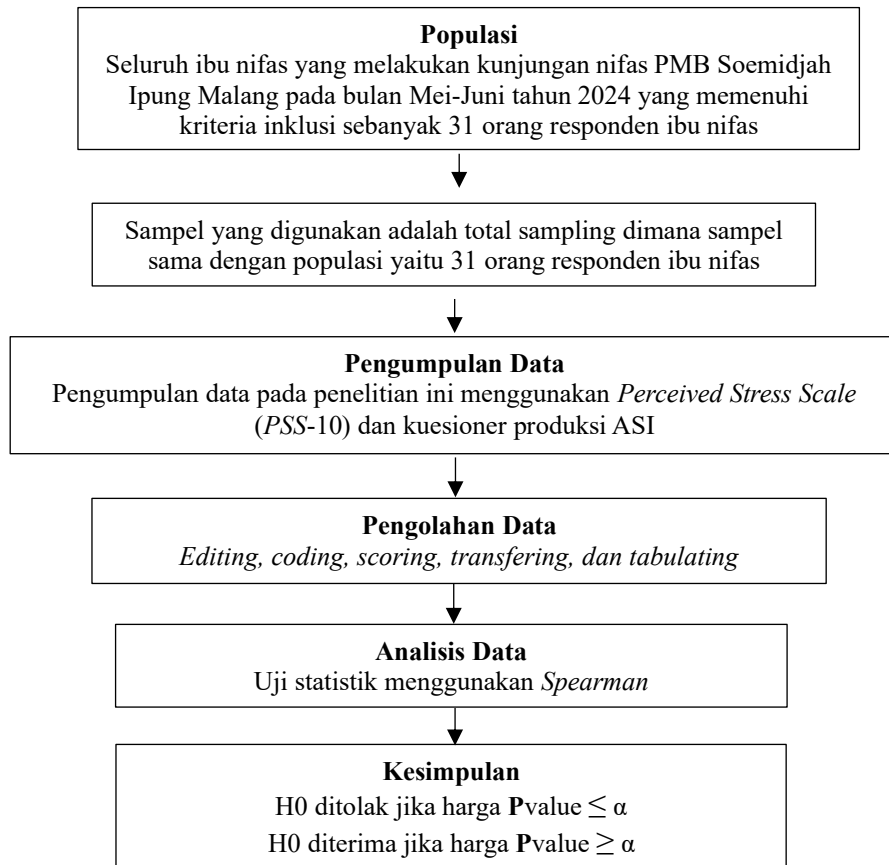 Populasi
Seluruh ibu nifas yang melakukan kunjungan nifas PMB Soemidjah
Ipung Malang pada bulan Mei-Juni tahun 2024 yang memenuhi
kriteria inklusi sebanyak 31 orang responden ibu nifas
Sampel yang digunakan adalah total sampling dimana sampel
sama dengan populasi yaitu 31 orang responden ibu nifas
Pengumpulan Data
Pengumpulan data pada penelitian ini menggunakan Perceived Stress Scale
(PSS-10) dan kuesioner produksi ASI
Pengolahan Data
Editing, coding, scoring, transfering, dan tabulating
Analisis Data
Uji statistik menggunakan Spearman
Kesimpulan
H0 ditolak jika harga Pvalue ≤ α
H0 diterima jika harga Pvalue ≥ α